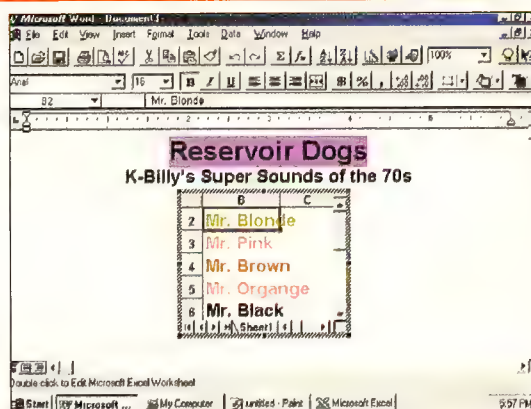 Microsoft Word - Document1
File Edit View Insert Format Tools Data Window Help
100%
Arial 16 B I U % ,
B2 Mr. Blonde
Reservoir Dogs
K-Billy's Super Sounds of the 70s
B C
2 Mr. Blonde
3 Mr. Pink
4 Mr. Brown
5 Mr. Organge
6 Mr. Black
Sheet1
Double click to Edit Microsoft Excel Worksheet
Start Microsoft ... My Computer untitled - Paint Microsoft Excel 5:57 PM